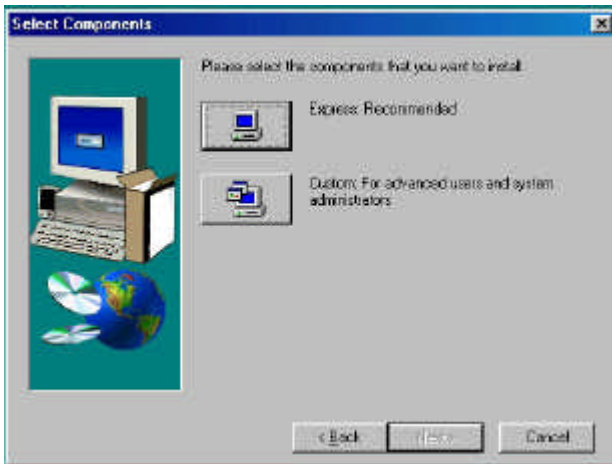 Select Components
Please select the components that you want to install.
Express: Recommended
Custom: For advanced users and system
administrators
< Back
Next >
Cancel